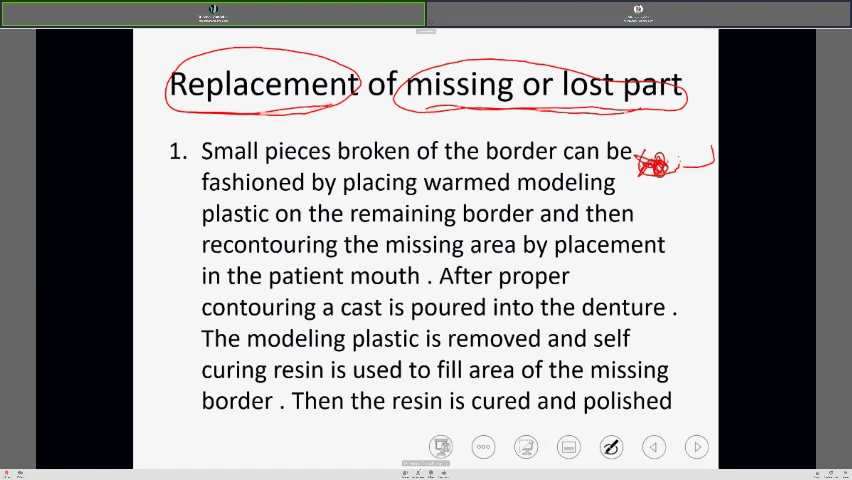 Replacement of missing or lost part
1. Small pieces broken of the border can be
fashioned by placing warmed modeling
plastic on the remaining border and then
recontouring the missing area by placement
in the patient mouth . After proper
contouring a cast is poured into the denture .
The modeling plastic is removed and self
curing resin is used to fill area of the missing
border . Then the resin is cured and polished